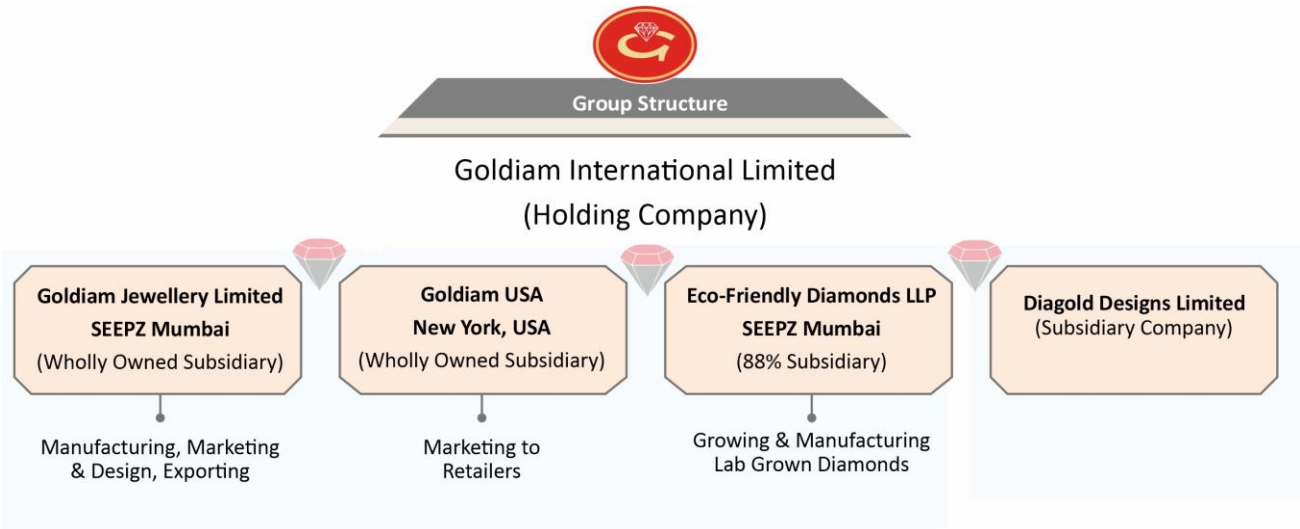 G
Group Structure
Goldiam International Limited
(Holding Company)
Goldiam Jewellery Limited
SEEPZ Mumbai
(Wholly Owned Subsidiary)
Manufacturing, Marketing
& Design, Exporting
Goldiam USA
New York, USA
(Wholly Owned Subsidiary)
Marketing to
Retailers
Eco-Friendly Diamonds LLP
SEEPZ Mumbai
(88% Subsidiary)
Growing & Manufacturing
Lab Grown Diamonds
Diagold Designs Limited
(Subsidiary Company)